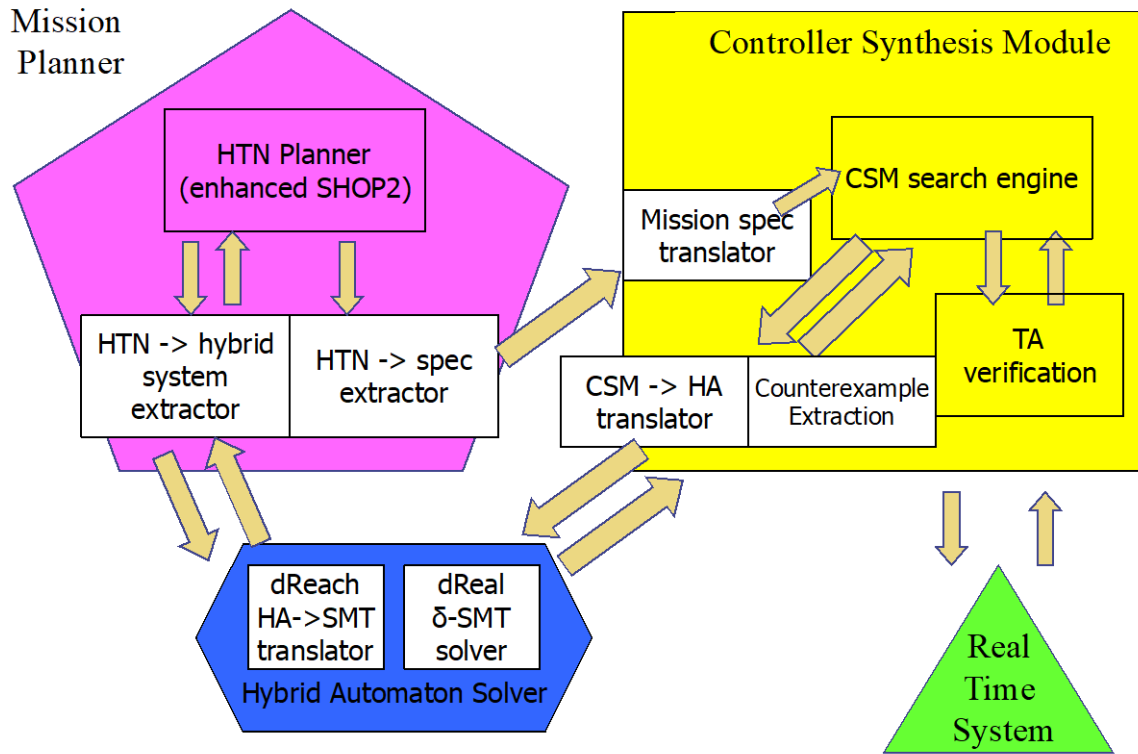 Mission
Planner
HTN Planner
(enhanced SHOP2)
HTN -> hybrid
system
extractor
HTN -> spec
extractor
Controller Synthesis Module
CSM search engine
Mission spec
translator
TA
verification
CSM -> HA
translator
Counterexample
Extraction
dReach
HA->SMT
translator
dReal
δ-SMT
solver
Hybrid Automaton Solver
Real
Time
System